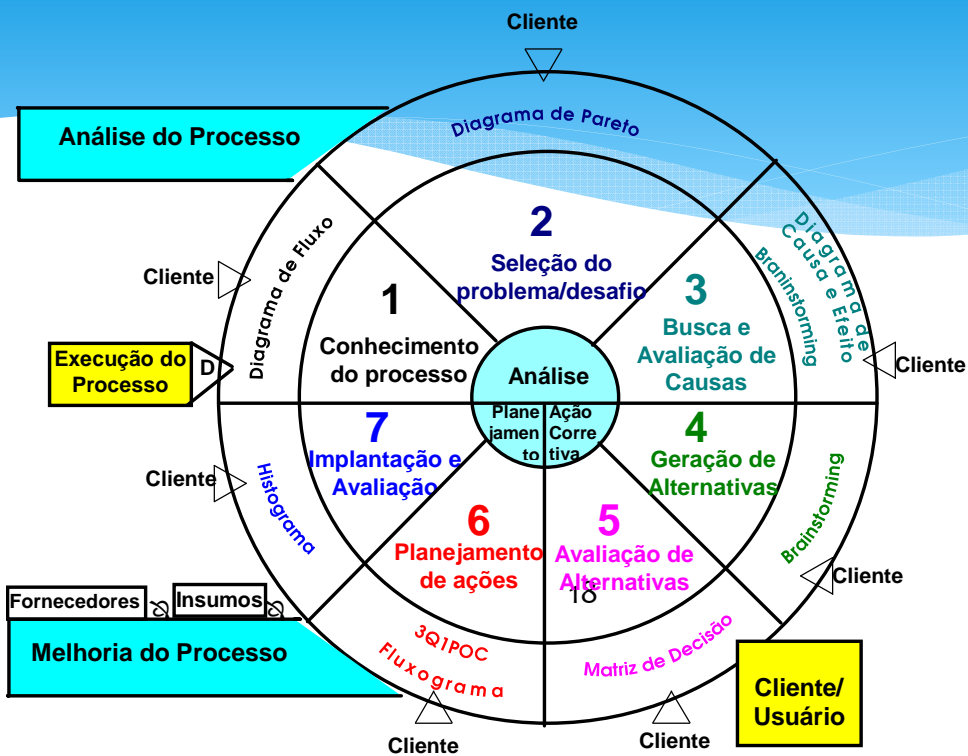 Cliente
Análise do Processo
Diagrama de Pareto
Diagrama de Fluxo
Diagrama de
Causa e Efeito
Braninstorming
Cliente
2
Seleção do
problema/desafio
1
Conhecimento
do processo
3
Busca e
Avaliação de
Causas
Execução do
Processo
D
Cliente
Análise
Plane
jamen
to
Ação
Corre
tiva
7
Implantação e
Avaliação
4
Geração de
Alternativas
Cliente
Histograma
Brainstorming
6
Planejamento
de ações
5
Avaliação de
Alternativas
18
Cliente
Fornecedores
Insumos
Melhoria do Processo
3Q1POC
Fluxograma
Matriz de Decisão
Cliente/
Usuário
Cliente
Cliente